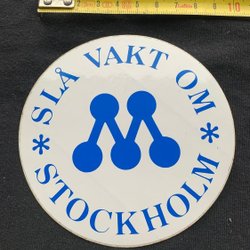 SLÅ VAKT OM
* STOCKHOLM *